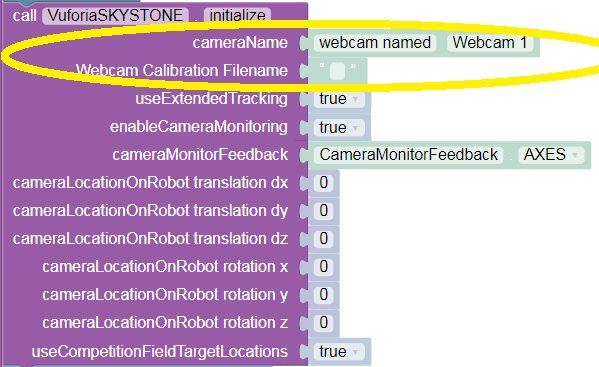 call VuforiaSKYSTONE . initialize
cameraName webcam named Webcam 1
Webcam Calibration Filename “ ”
useExtendedTracking true
enableCameraMonitoring true
cameraMonitorFeedback CameraMonitorFeedback . AXES
cameraLocationOnRobot translation dx 0
cameraLocationOnRobot translation dy 0
cameraLocationOnRobot translation dz 0
cameraLocationOnRobot rotation x 0
cameraLocationOnRobot rotation y 0
cameraLocationOnRobot rotation z 0
useCompetitionFieldTargetLocations true